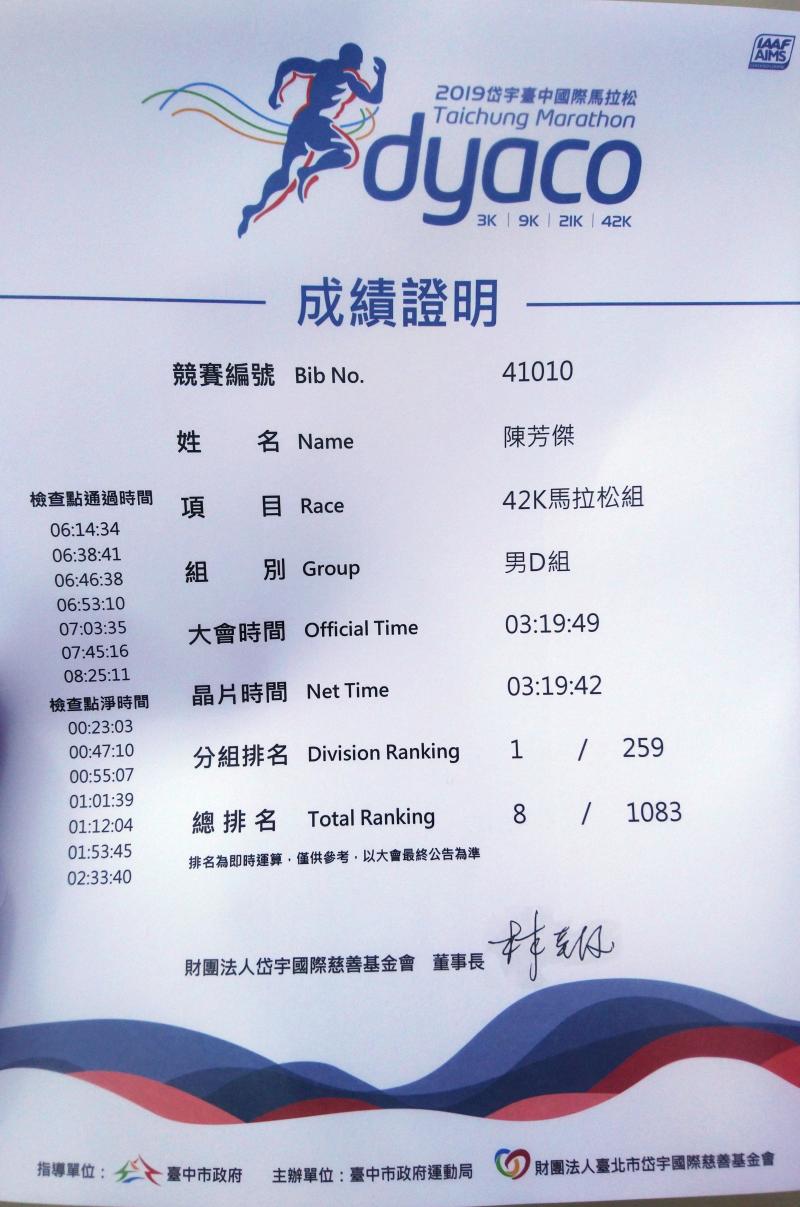 IAAF
AIMS
2019岱宇臺中國際馬拉松
Taichung Marathon
dyaco
3K | 9K | 21K | 42K
成績證明
競賽編號 Bib No. 41010
姓 名 Name 陳芳傑
項 目 Race 42K馬拉松組
組 別 Group 男D組
大會時間 Official Time 03:19:49
晶片時間 Net Time 03:19:42
分組排名 Division Ranking 1 / 259
總排名 Total Ranking 8 / 1083
排名為即時運算，僅供參考，以大會最終公告為準
檢查點通過時間
06:14:34
06:38:41
06:46:38
06:53:10
07:03:35
07:45:16
08:25:11
檢查點淨時間
00:23:03
00:47:10
00:55:07
01:01:39
01:12:04
01:53:45
02:33:40
財團法人岱宇國際慈善基金會 董事長
指導單位： 臺中市政府 主辦單位：臺中市政府運動局 財團法人臺北市岱宇國際慈善基金會